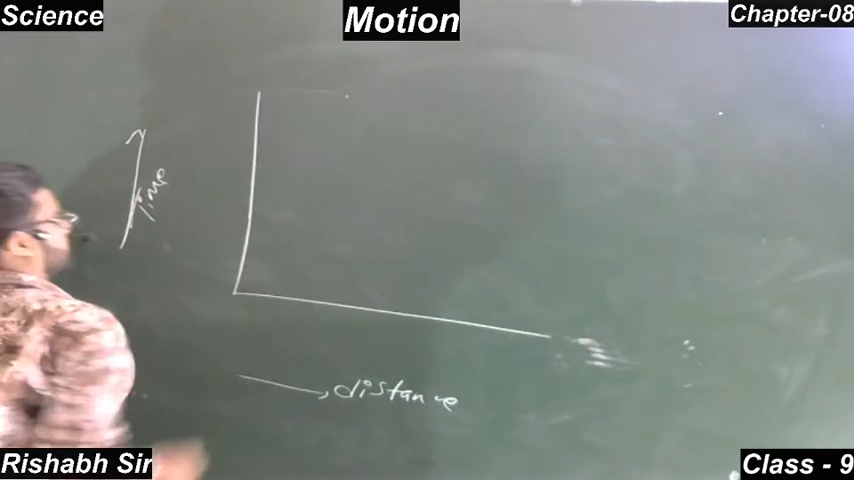 Science
Motion
Chapter-08
Time
distance
Rishabh Sir
Class - 9